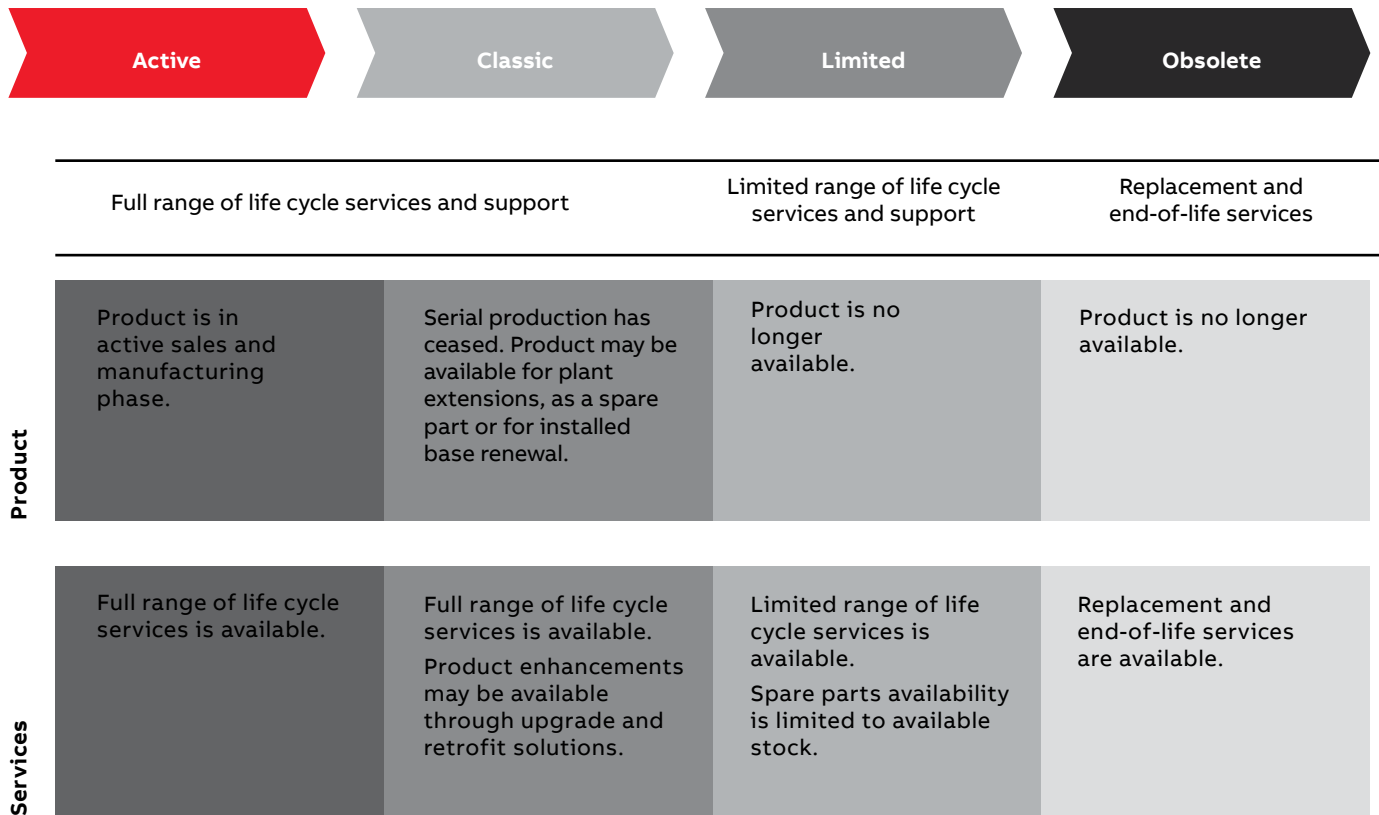 Active
Classic
Limited
Obsolete
Full range of life cycle services and support
Limited range of life cycle
services and support
Replacement and
end-of-life services
Product
Product is in
active sales and
manufacturing
phase.
Serial production has
ceased. Product may be
available for plant
extensions, as a spare
part or for installed
base renewal.
Product is no
longer
available.
Product is no longer
available.
Services
Full range of life cycle
services is available.
Full range of life cycle
services is available.
Product enhancements
may be available
through upgrade and
retrofit solutions.
Limited range of life
cycle services is
available.
Spare parts availability
is limited to available
stock.
Replacement and
end-of-life services
are available.